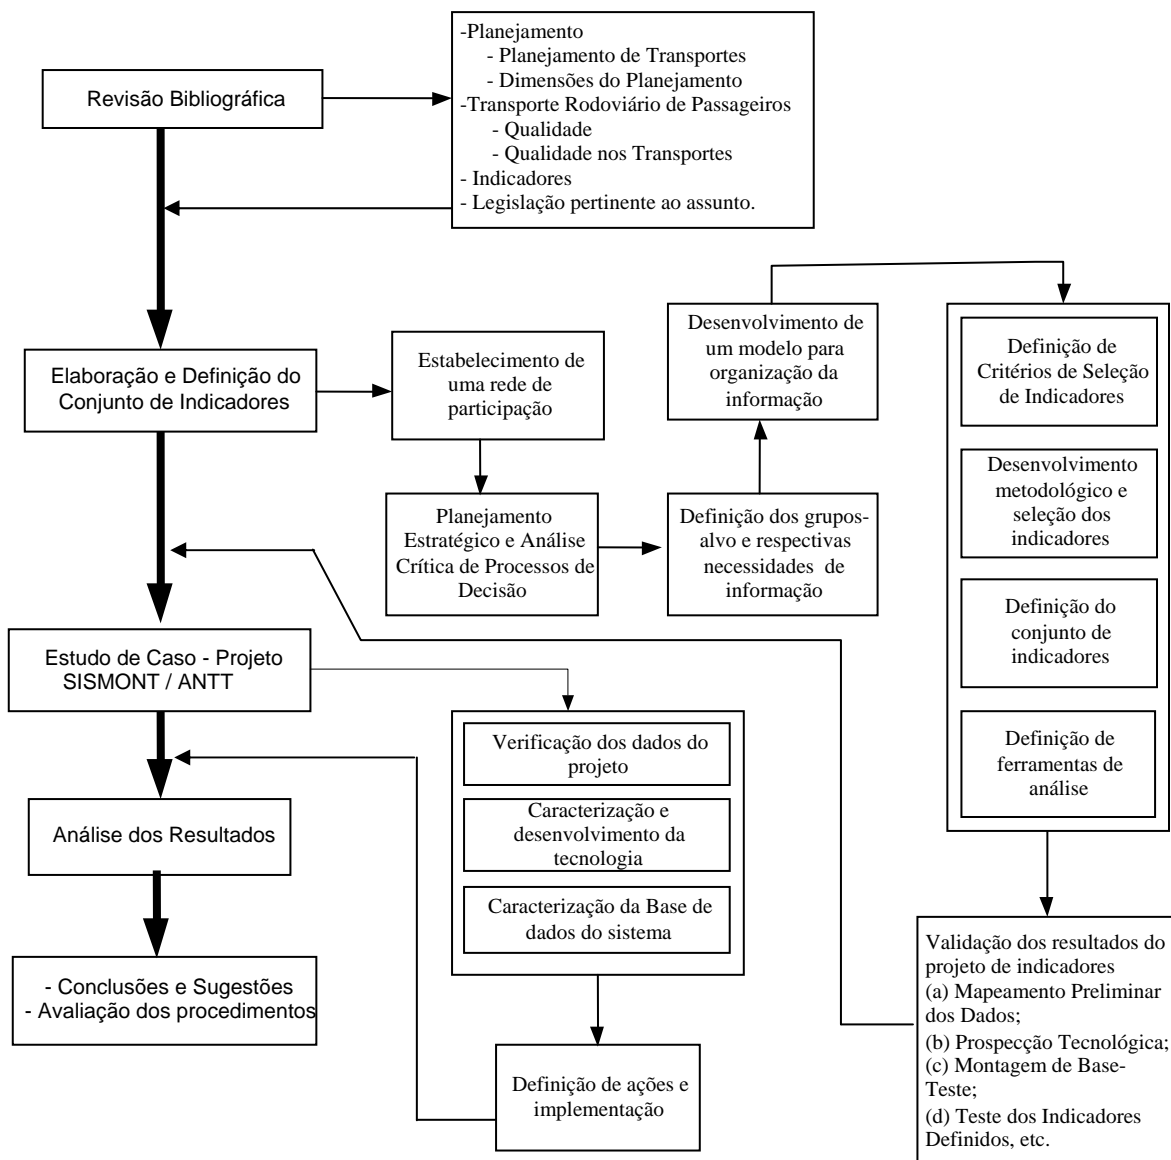 Revisão Bibliográfica
-Planejamento
- Planejamento de Transportes
- Dimensões do Planejamento
-Transporte Rodoviário de Passageiros
- Qualidade
- Qualidade nos Transportes
- Indicadores
- Legislação pertinente ao assunto.
Elaboração e Definição do
Conjunto de Indicadores
Estabelecimento de
uma rede de
participação
Planejamento
Estratégico e Análise
Crítica de Processos de
Decisão
Definição dos grupos-
alvo e respectivas
necessidades de
informação
Desenvolvimento de
um modelo para
organização da
informação
Definição de
Critérios de Seleção
de Indicadores
Desenvolvimento
metodológico e
seleção dos
indicadores
Definição do
conjunto de
indicadores
Definição de
ferramentas de
análise
Validação dos resultados do
projeto de indicadores
(a) Mapeamento Preliminar
dos Dados;
(b) Prospecção Tecnológica;
(c) Montagem de Base-
Teste;
(d) Teste dos Indicadores
Definidos, etc.
Estudo de Caso - Projeto
SISMONT / ANTT
Verificação dos dados do
projeto
Caracterização e
desenvolvimento da
tecnologia
Caracterização da Base de
dados do sistema
Definição de ações e
implementação
Análise dos Resultados
- Conclusões e Sugestões
- Avaliação dos procedimentos